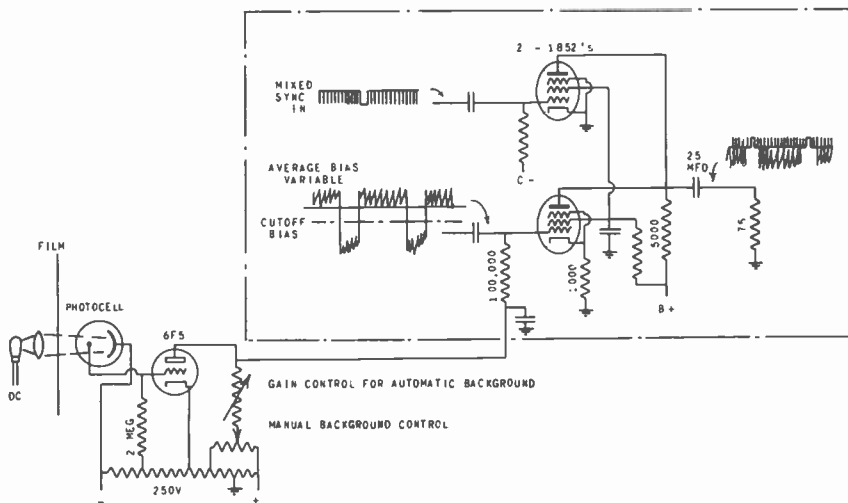 2 - 1852's
MIXED
SYNC
IN
C -
AVERAGE BIAS
VARIABLE
CUTOFF
BIAS
25
MFD
100,000
1000
5000
75
B+
FILM
PHOTOCELL
6F5
DC
GAIN CONTROL FOR AUTOMATIC BACKGROUND
2 MEG
MANUAL BACKGROUND CONTROL
250V
- +